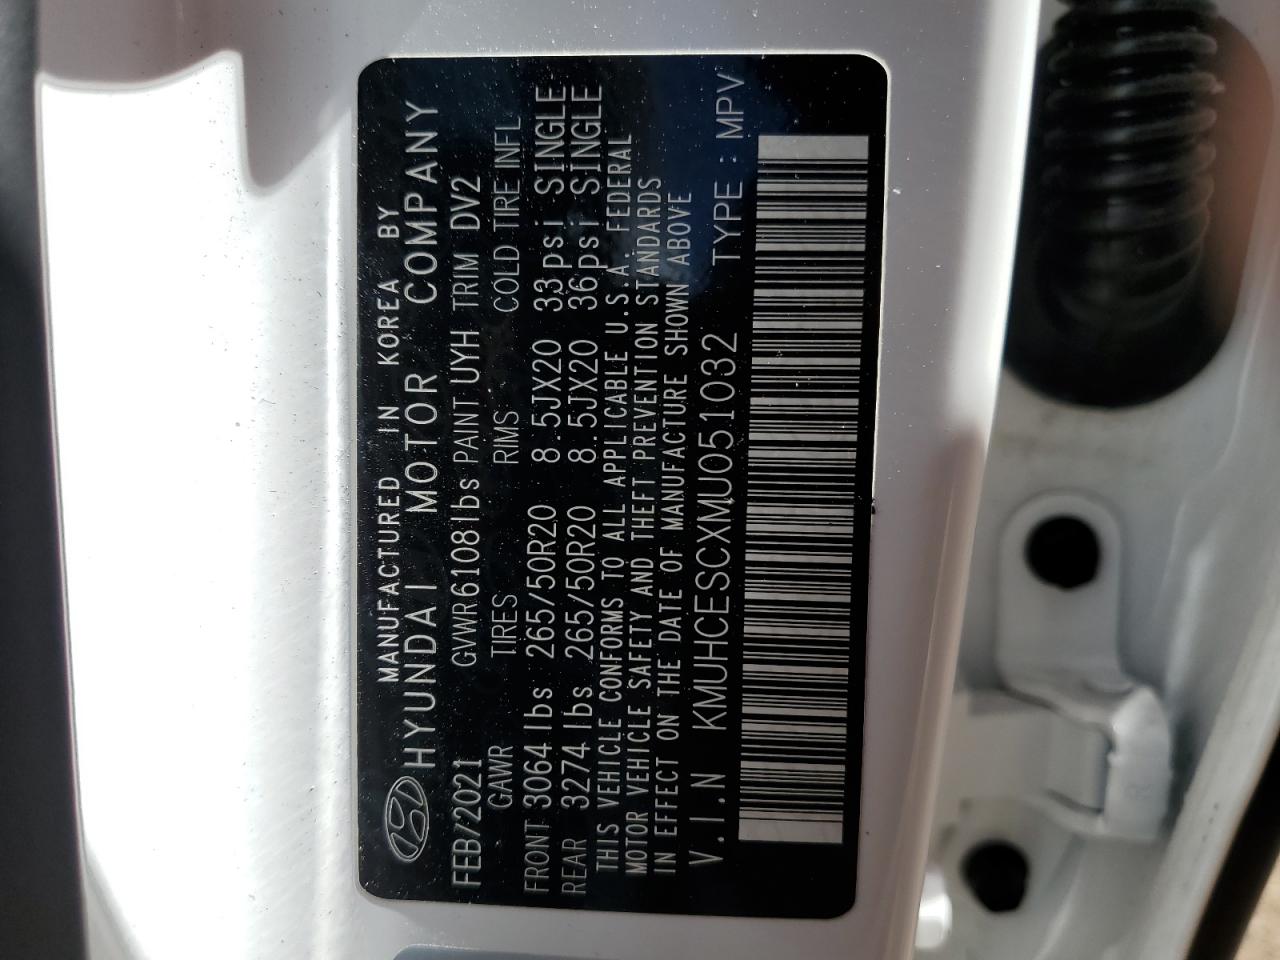 MANUFACTURED IN KOREA BY
HYUNDAI MOTOR COMPANY
FEB/2021 GVWR6108lbs PAINT UYH TRIM DV2
GAWR TIRES RIMS COLD TIRE INFL
FRONT 3064 lbs 265/50R20 8.5JX20 33psi SINGLE
REAR 3274 lbs 265/50R20 8.5JX20 36psi SINGLE
THIS VEHICLE CONFORMS TO ALL APPLICABLE U.S.A. FEDERAL
MOTOR VEHICLE SAFETY AND THEFT PREVENTION STANDARDS
IN EFFECT ON THE DATE OF MANUFACTURE SHOWN ABOVE
V.I.N KMUHCESCXMU051032 TYPE : MPV